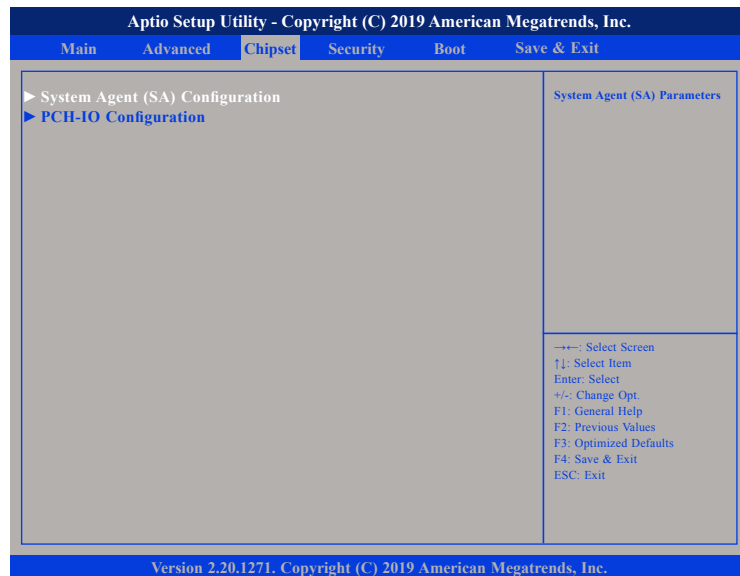 Aptio Setup Utility - Copyright (C) 2019 American Megatrends, Inc.
Main Advanced Chipset Security Boot Save & Exit
► System Agent (SA) Configuration
► PCH-IO Configuration
System Agent (SA) Parameters
→←: Select Screen
↑↓: Select Item
Enter: Select
+/-: Change Opt.
F1: General Help
F2: Previous Values
F3: Optimized Defaults
F4: Save & Exit
ESC: Exit
Version 2.20.1271. Copyright (C) 2019 American Megatrends, Inc.